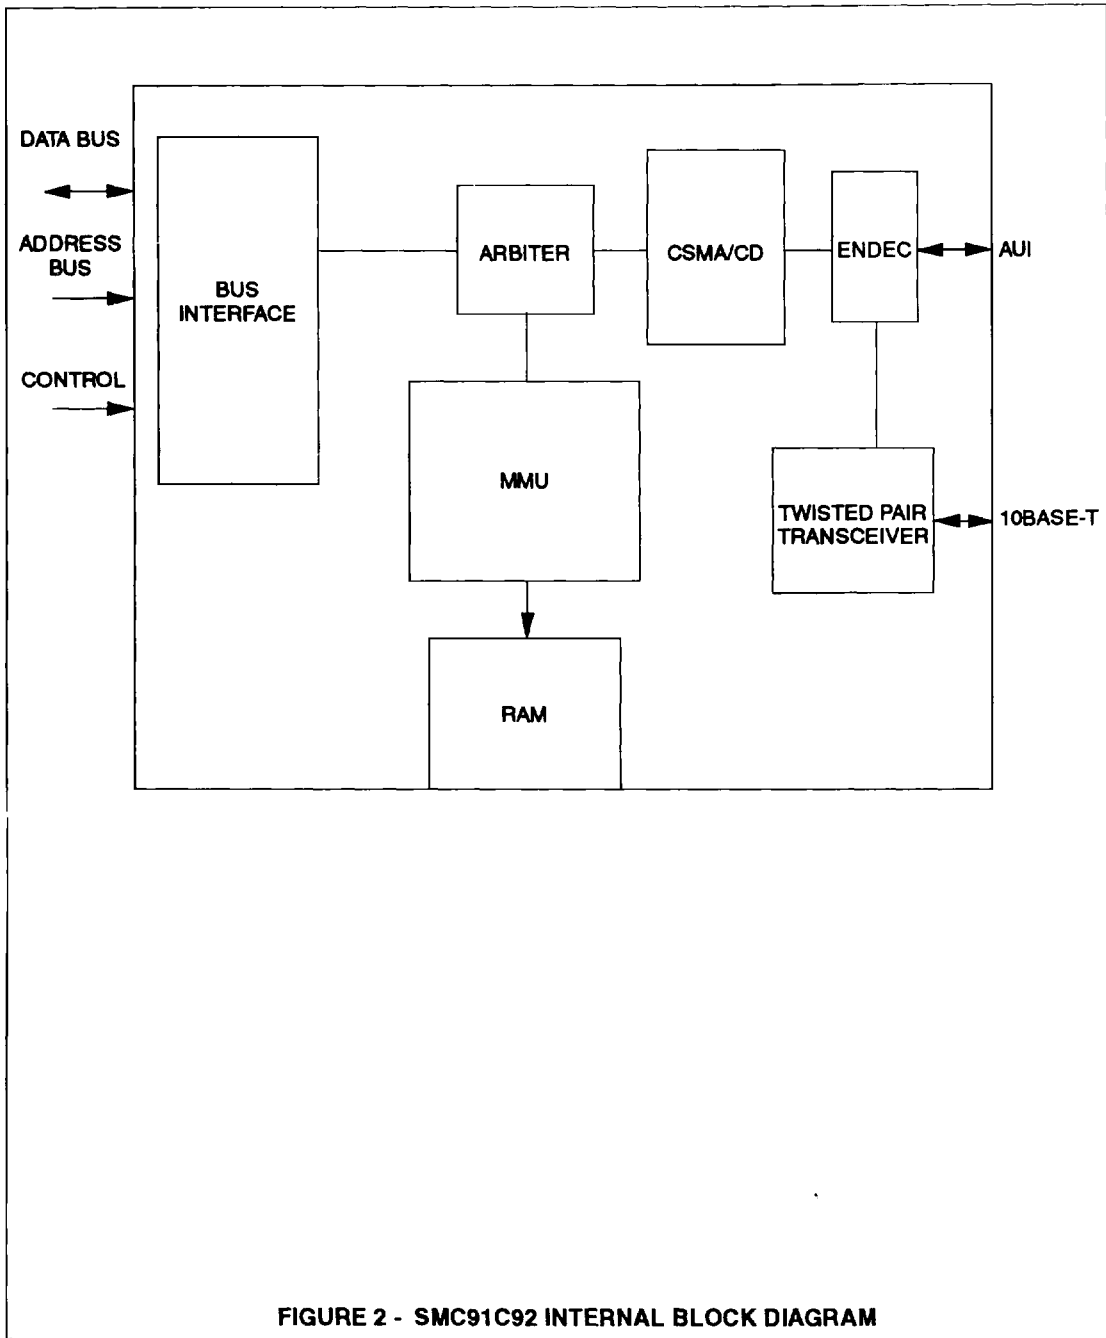 DATA BUS
ADDRESS
BUS
CONTROL
BUS
INTERFACE
ARBITER
CSMA/CD
ENDEC
AUI
MMU
TWISTED PAIR
TRANSCEIVER
10BASE-T
RAM
FIGURE 2 - SMC91C92 INTERNAL BLOCK DIAGRAM